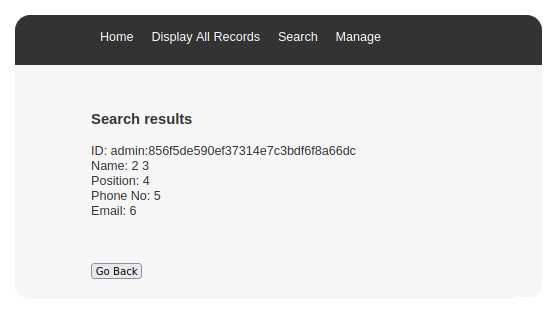 Home Display All Records Search Manage
Search results
ID: admin:856f5de590ef37314e7c3bdf6f8a66dc
Name: 2 3
Position: 4
Phone No: 5
Email: 6
Go Back